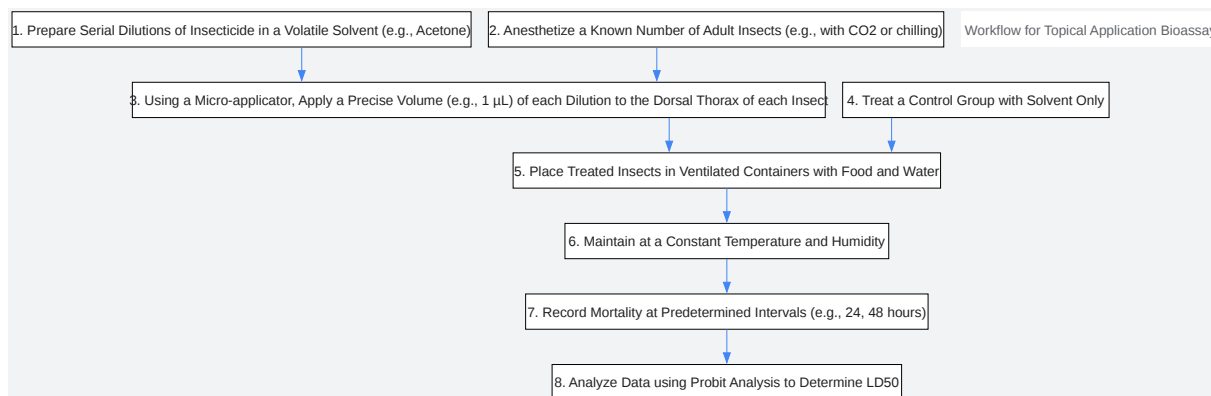 1. Prepare Serial Dilutions of Insecticide in a Volatile Solvent (e.g., Acetone)
2. Anesthetize a Known Number of Adult Insects (e.g., with CO2 or chilling)
Workflow for Topical Application Bioassay
3. Using a Micro-applicator, Apply a Precise Volume (e.g., 1 µL) of each Dilution to the Dorsal Thorax of each Insect
4. Treat a Control Group with Solvent Only
5. Place Treated Insects in Ventilated Containers with Food and Water
6. Maintain at a Constant Temperature and Humidity
7. Record Mortality at Predetermined Intervals (e.g., 24, 48 hours)
8. Analyze Data using Probit Analysis to Determine LD50